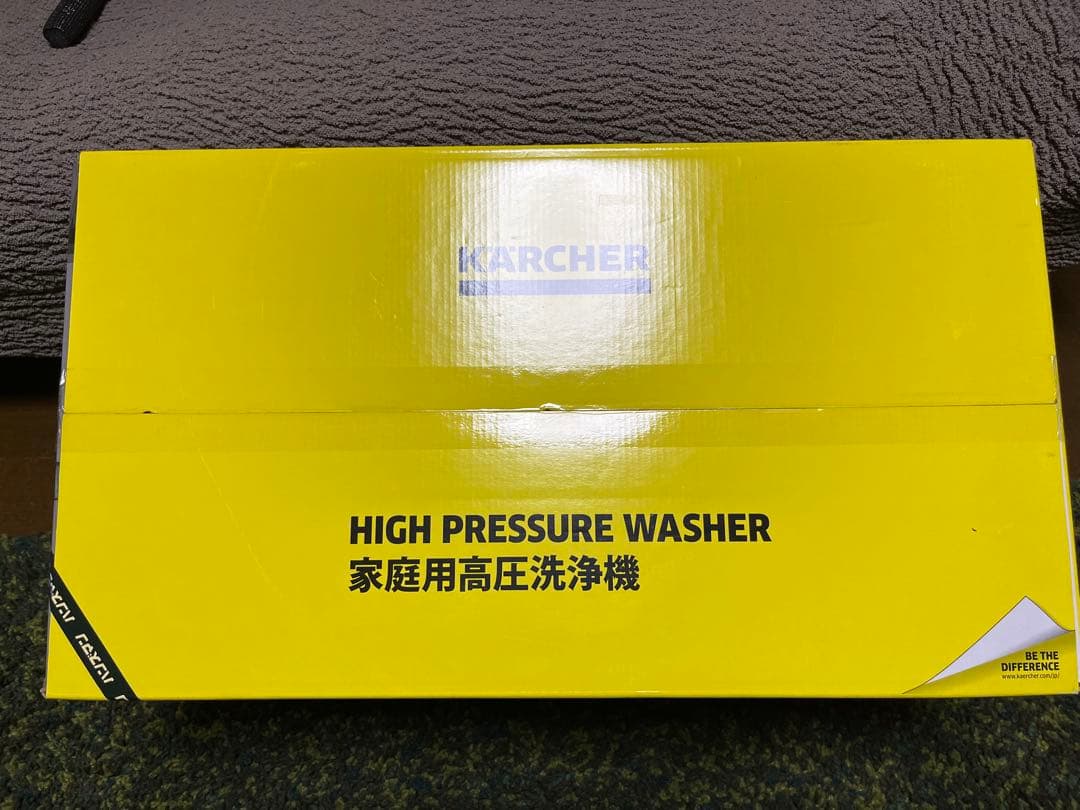 KÄRCHER
HIGH PRESSURE WASHER
家庭用高圧洗浄機
BE THE
DIFFERENCE
www.kaercher.com/jp/